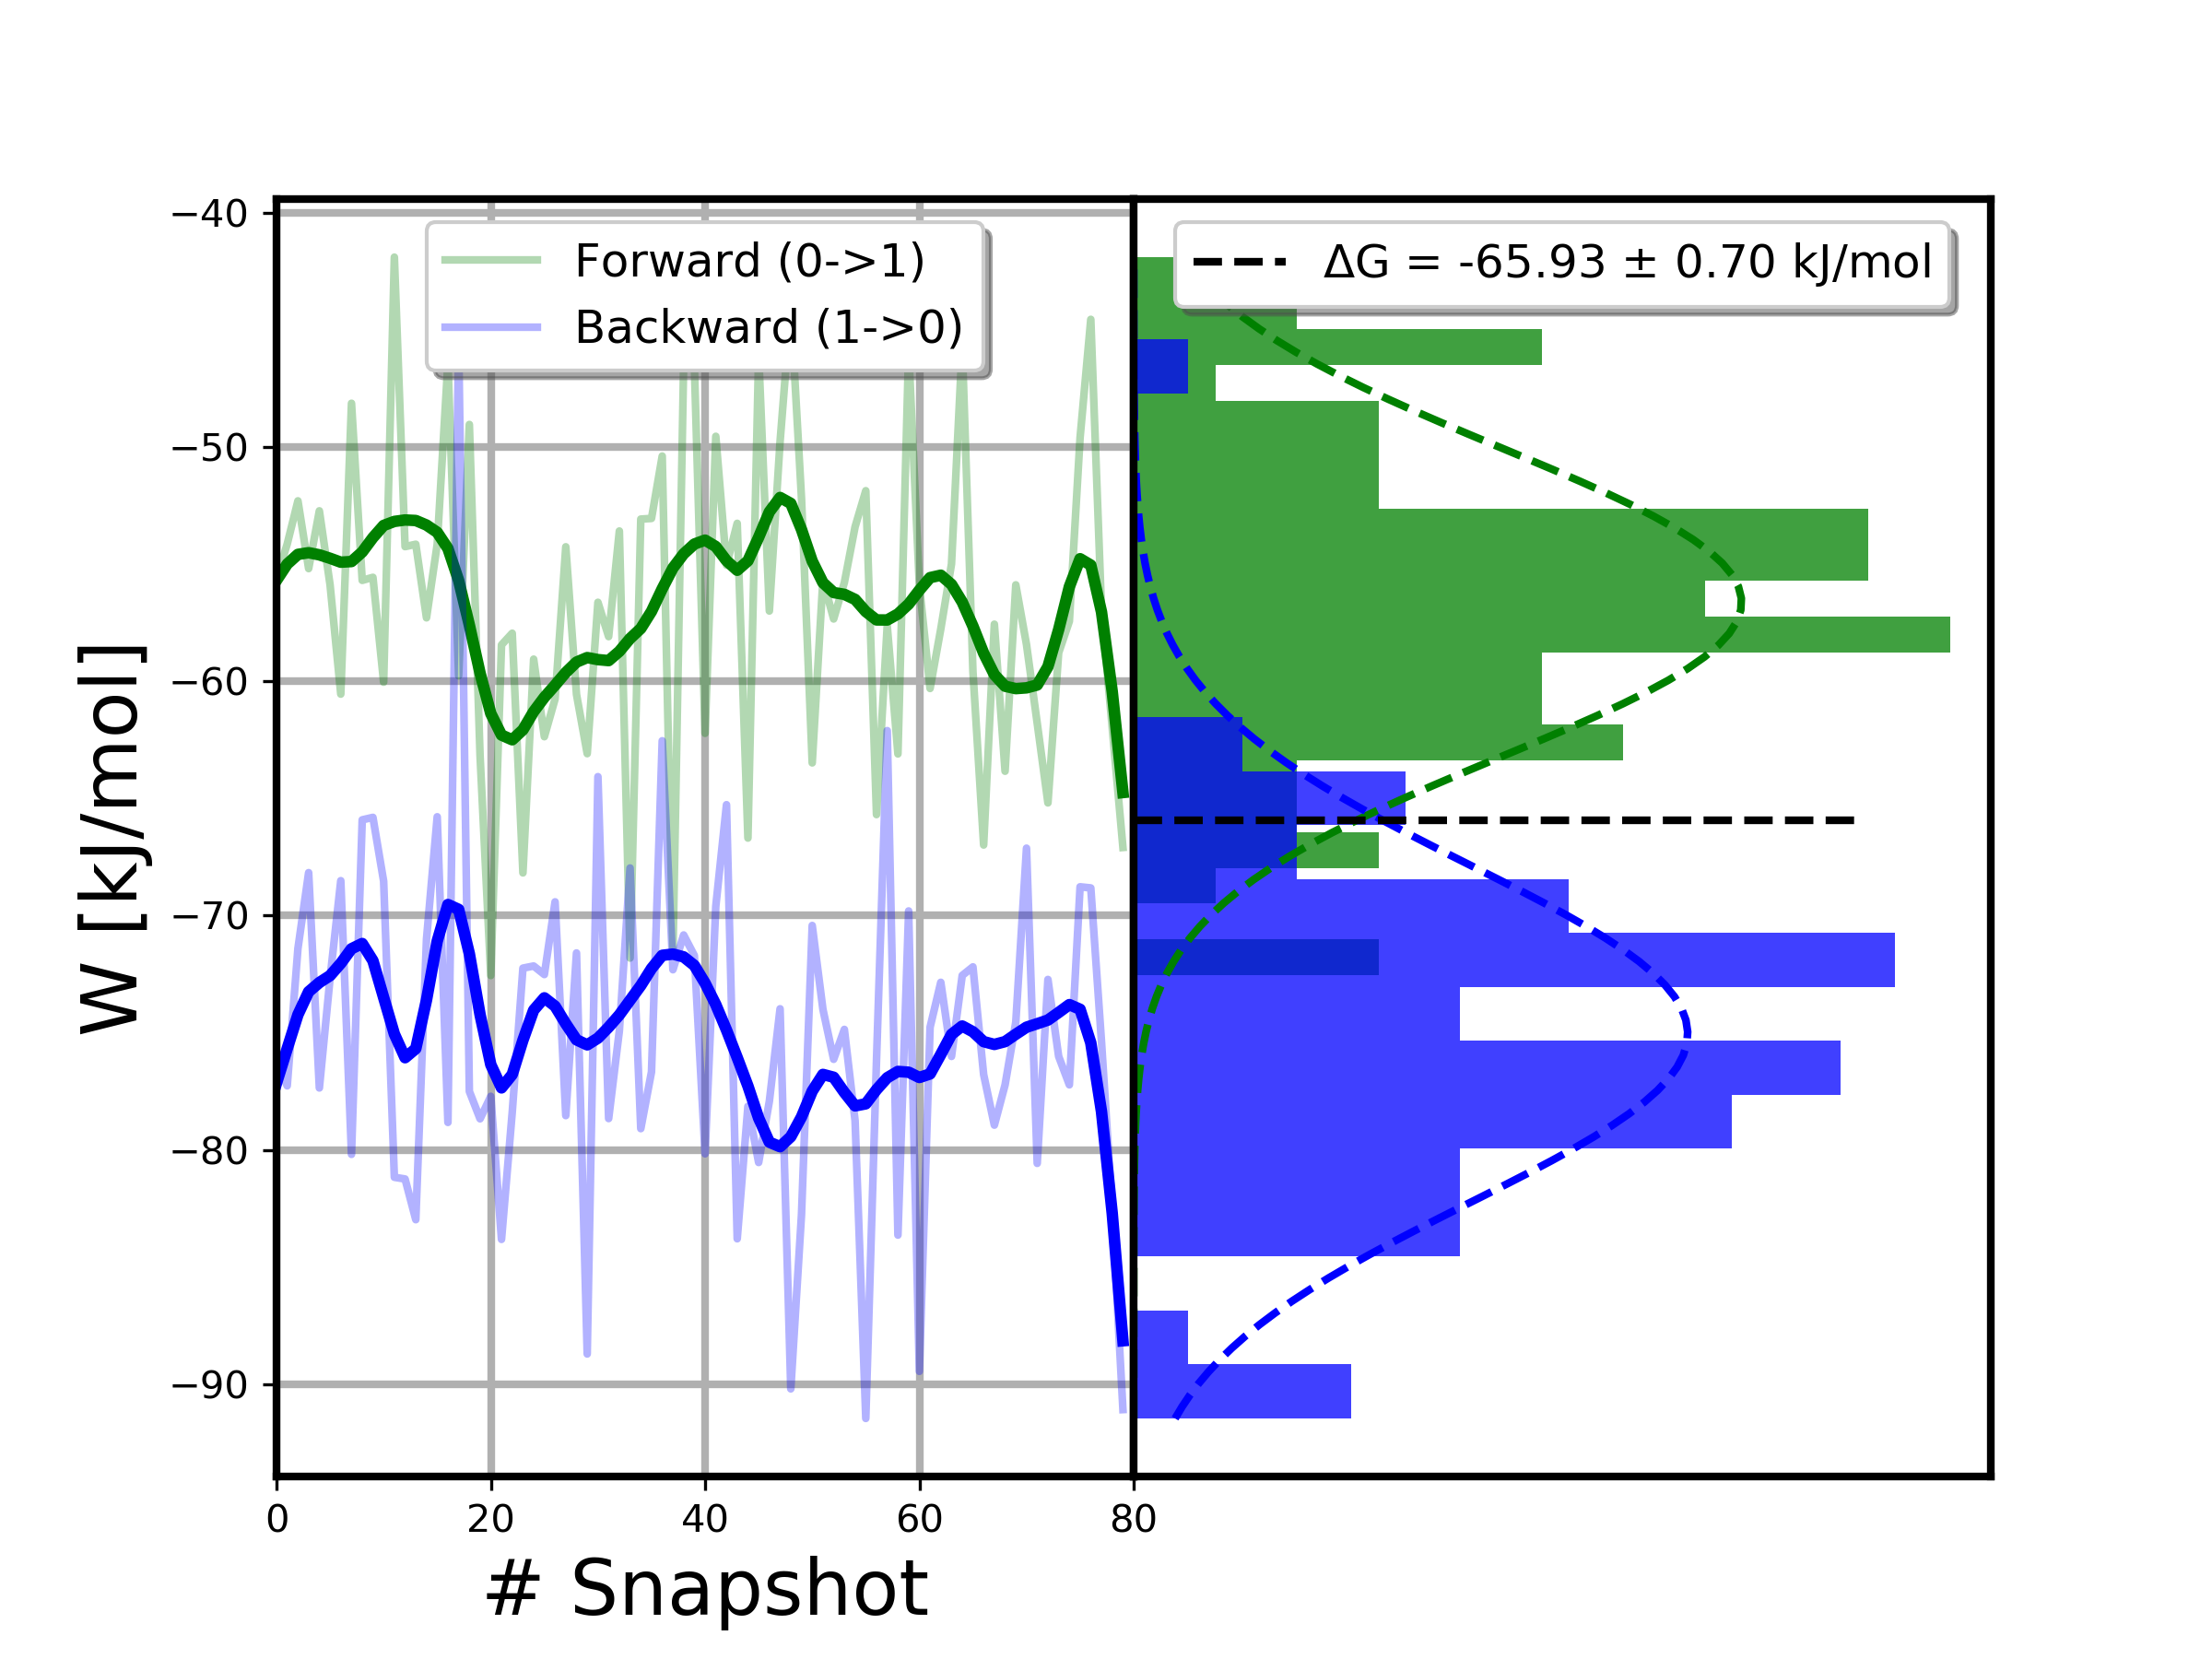 Forward (0->1)
Backward (1->0)
ΔG = -65.93 ± 0.70 kJ/mol
W [kJ/mol]
−40
−50
−60
−70
−80
−90
0 20 40 60 80
# Snapshot